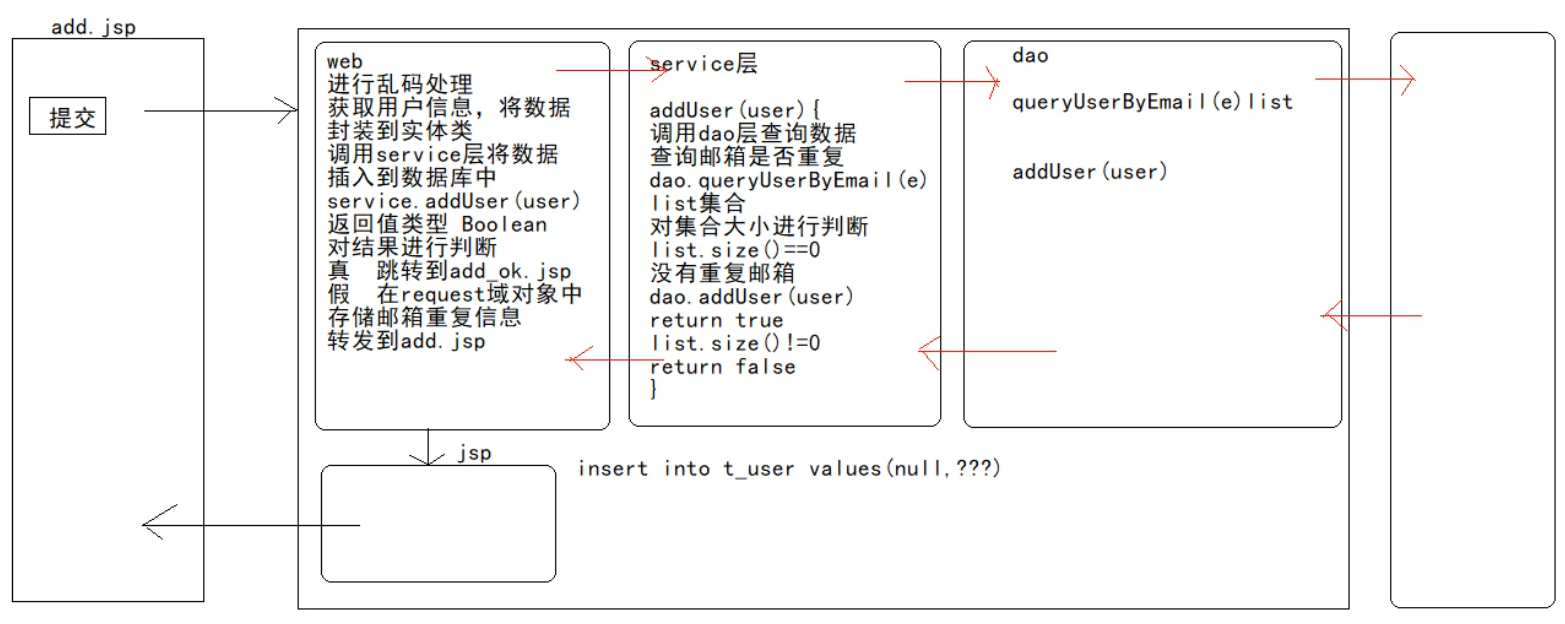 add.jsp
提交
web
进行乱码处理
获取用户信息，将数据
封装到实体类
调用service层将数据
插入到数据库中
service.addUser(user)
返回值类型 Boolean
对结果进行判断
真 跳转到add_ok.jsp
假 在request域对象中
存储邮箱重复信息
转发到add.jsp
service层
addUser(user){
调用dao层查询数据
查询邮箱是否重复
dao.queryUserByEmail(e)
list集合
对集合大小进行判断
list.size()==0
没有重复邮箱
dao.addUser(user)
return true
list.size()!=0
return false
}
dao
queryUserByEmail(e)list
addUser(user)
jsp
insert into t_user values(null,???)